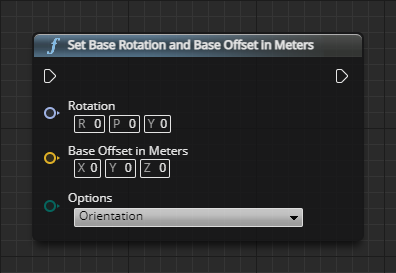 f Set Base Rotation and Base Offset in Meters
Rotation
R 0 P 0 Y 0
Base Offset in Meters
X 0 Y 0 Z 0
Options
Orientation